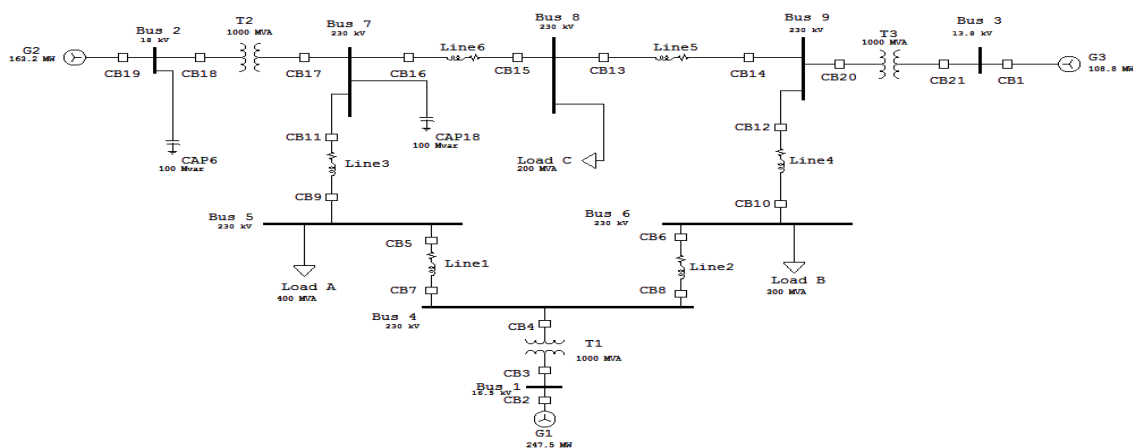 T2
1000 MVA
Bus 2
18 kV
G2
163.2 MW
CB19
CB18
CB17
Bus 7
230 kV
CB16
Line6
CB15
Bus 8
230 kV
CB13
Line5
CB14
Bus 9
230 kV
CB20
T3
1000 MVA
CB21
Bus 3
13.8 kV
CB1
G3
108.8 MW
CAP6
100 Mvar
CB11
CAP18
100 Mvar
Line3
CB9
Load C
200 MVA
CB12
Line4
CB10
Bus 5
230 kV
Load A
400 MVA
CB5
Line1
CB7
Bus 6
230 kV
CB6
Line2
CB8
Load B
300 MVA
Bus 4
230 kV
CB4
T1
1000 MVA
CB3
Bus 1
16.5 kV
CB2
G1
247.5 MW